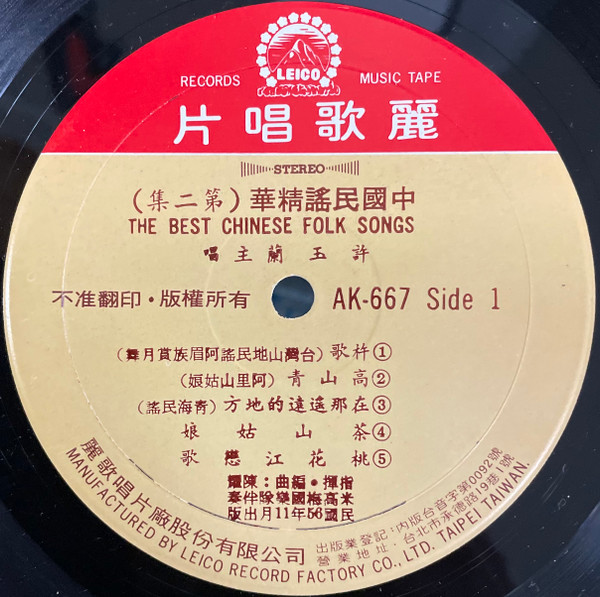 LEICO
RECORDS MUSIC TAPE
麗歌唱片
STEREO
中國民謠精華(第二集)
THE BEST CHINESE FOLK SONGS
許玉蘭主唱
不准翻印・版權所有 AK-667 Side 1
①杵歌(台灣山地民謠阿眉族賞月舞)
②高山青(阿里山姑娘)
③在那遙遠的地方(青海民謠)
④茶山姑娘
⑤桃花江戀歌
指揮・編曲:陳
米高梅國樂隊伴奏
民國56年11月出版
麗歌唱片廠股份有限公司
出版業登記:內版台音字第0092號
營業地址:台北市承德路19巷1號
MANUFACTURED BY LEICO RECORD FACTORY CO., LTD. TAIPEI TAIWAN.